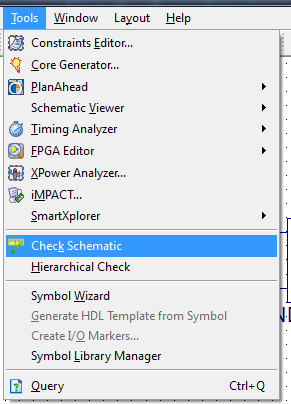 Tools Window Layout Help
Constraints Editor...
Core Generator...
PlanAhead
Schematic Viewer
Timing Analyzer
FPGA Editor
XPower Analyzer...
iMPACT...
SmartXplorer
Check Schematic
Hierarchical Check
Symbol Wizard
Generate HDL Template from Symbol
Create I/O Markers...
Symbol Library Manager
Query Ctrl+Q